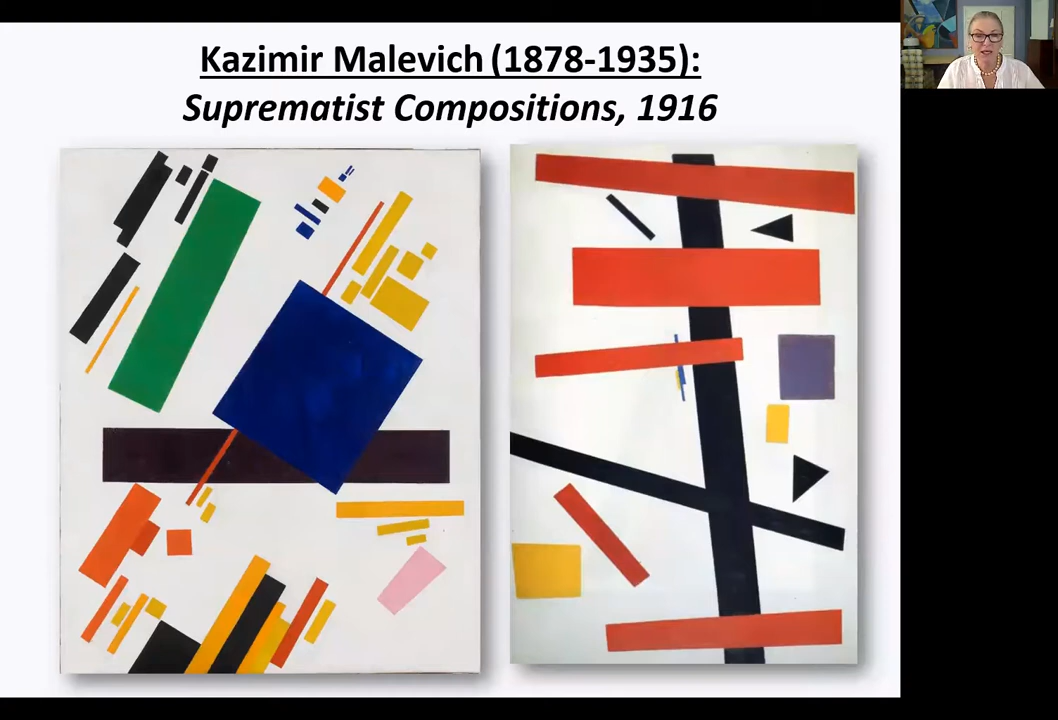 Kazimir Malevich (1878-1935):
Suprematist Compositions, 1916